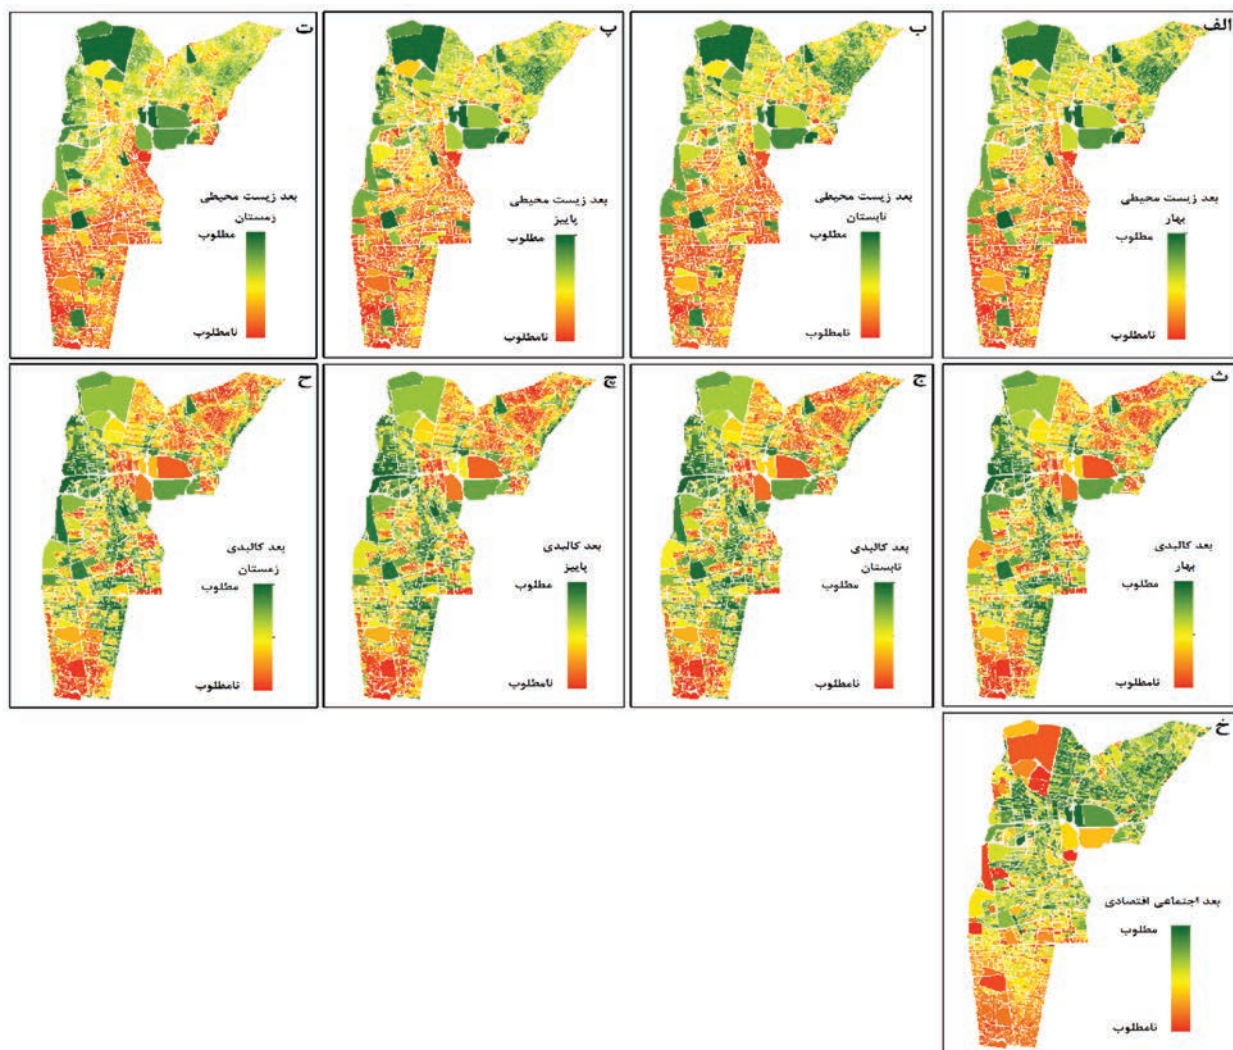 الف
بعد زیست محیطی
بهار
مطلوب
نامطلوب
ب
بعد زیست محیطی
تابستان
مطلوب
نامطلوب
پ
بعد زیست محیطی
پاییز
مطلوب
نامطلوب
ت
بعد زیست محیطی
زمستان
مطلوب
نامطلوب
ث
بعد کالبدی
بهار
مطلوب
نامطلوب
ج
بعد کالبدی
تابستان
مطلوب
نامطلوب
چ
بعد کالبدی
پاییز
مطلوب
نامطلوب
ح
بعد کالبدی
زمستان
مطلوب
نامطلوب
خ
بعد اجتماعی اقتصادی
مطلوب
نامطلوب